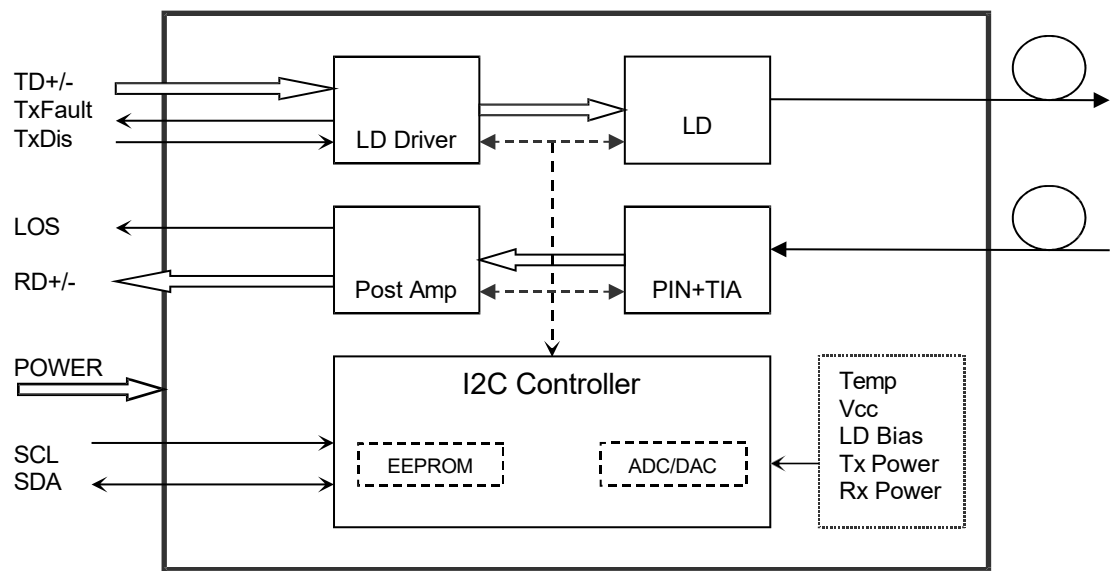 TD+/-
TxFault
TxDis
LD Driver
LD
LOS
RD+/-
Post Amp
PIN+TIA
POWER
I2C Controller
SCL
SDA
EEPROM
ADC/DAC
Temp
Vcc
LD Bias
Tx Power
Rx Power